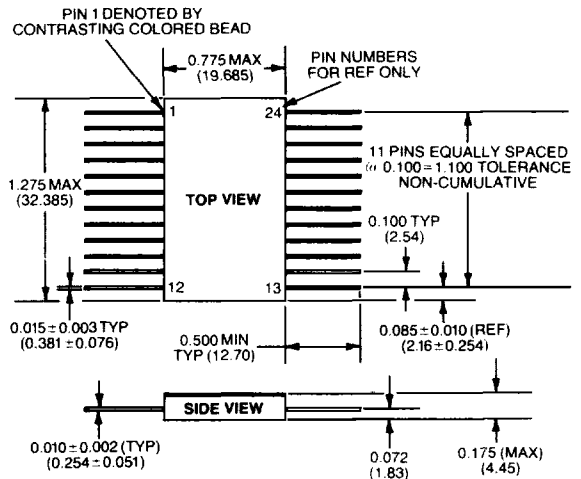 PIN 1 DENOTED BY
CONTRASTING COLORED BEAD
0.775 MAX
(19.685)
PIN NUMBERS
FOR REF ONLY
1
24
1.275 MAX
(32.385)
11 PINS EQUALLY SPACED
@ 0.100=1.100 TOLERANCE
NON-CUMULATIVE
TOP VIEW
0.100 TYP
(2.54)
12
13
0.015±0.003 TYP
(0.381±0.076)
0.500 MIN
TYP (12.70)
0.085±0.010 (REF)
(2.16±0.254)
SIDE VIEW
0.010±0.002 (TYP)
(0.254±0.051)
0.072
(1.83)
0.175 (MAX)
(4.45)